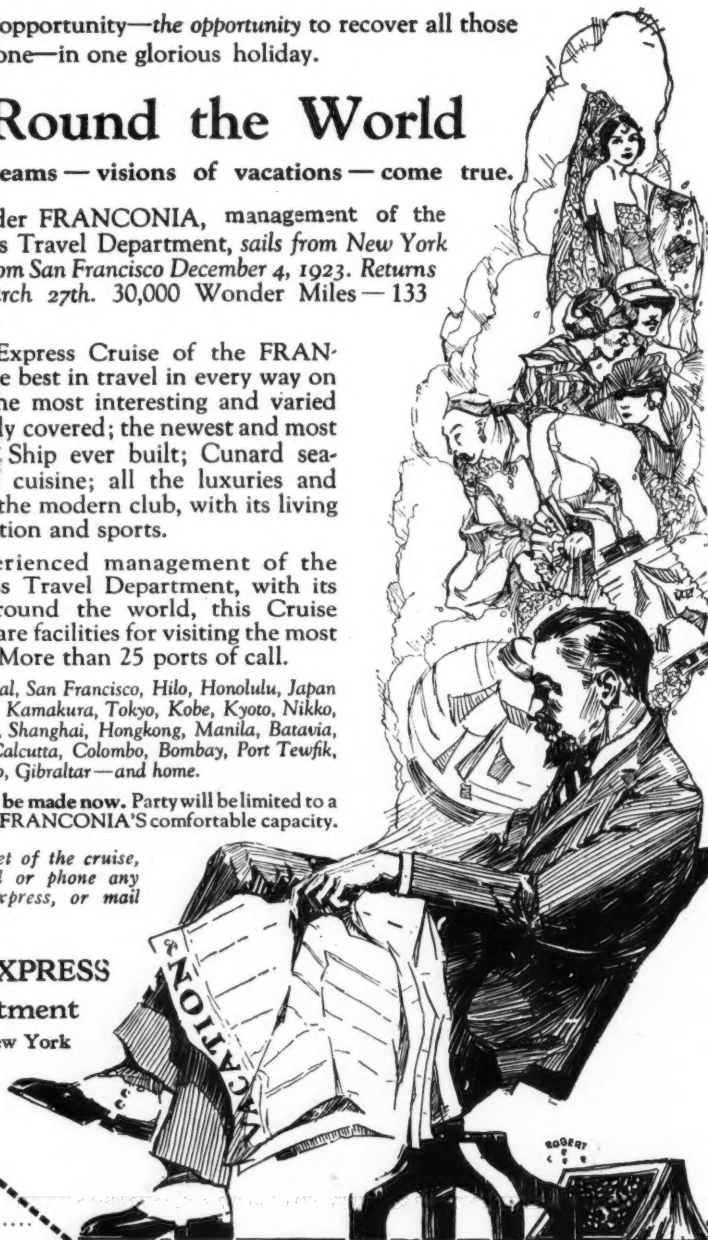 opportunity—the opportunity to recover all those
one—in one glorious holiday.
Round the World
eams — visions of vacations — come true.
der FRANCONIA, management of the
s Travel Department, sails from New York
om San Francisco December 4, 1923. Returns
rch 27th. 30,000 Wonder Miles — 133
Express Cruise of the FRAN-
e best in travel in every way on
he most interesting and varied
ly covered; the newest and most
Ship ever built; Cunard sea-
cuisine; all the luxuries and
the modern club, with its living
tion and sports.
erienced management of the
s Travel Department, with its
round the world, this Cruise
are facilities for visiting the most
More than 25 ports of call.
al, San Francisco, Hilo, Honolulu, Japan
Kamakura, Tokyo, Kobe, Kyoto, Nikko,
, Shanghai, Hongkong, Manila, Batavia,
Calcutta, Colombo, Bombay, Port Tewfik,
o, Gibraltar—and home.
be made now. Party will be limited to a
FRANCONIA'S comfortable capacity.
et of the cruise,
l or phone any
xpress, or mail
XPRESS
tment
ew York
VACATION &
ROBERT
LEE